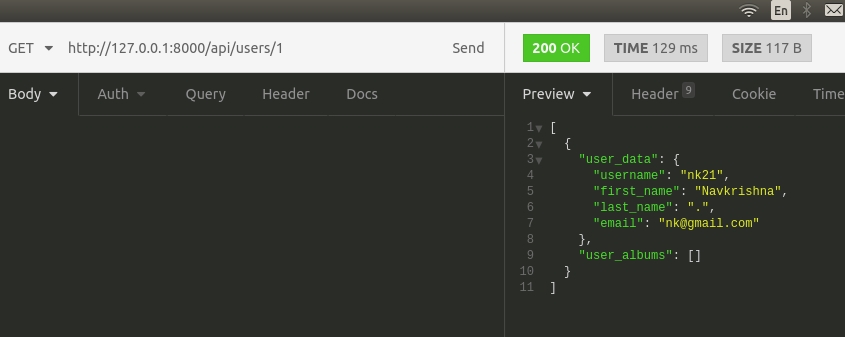 En
GET http://127.0.0.1:8000/api/users/1 Send 200 OK TIME 129 ms SIZE 117 B
Body Auth Query Header Docs Preview Header 9 Cookie Time
1 [
2 {
3 "user_data": {
4 "username": "nk21",
5 "first_name": "Navkrishna",
6 "last_name": ".",
7 "email": "nk@gmail.com"
8 },
9 "user_albums": []
10 }
11 ]